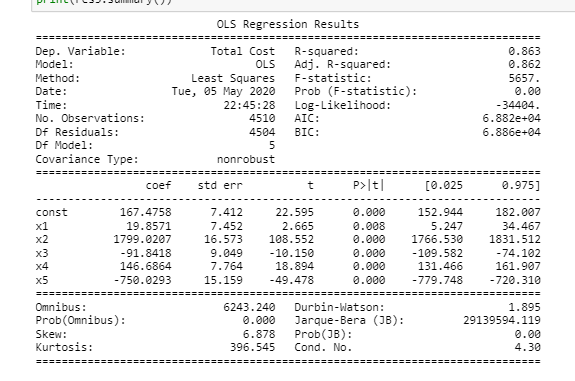 print(res9.summary())
OLS Regression Results
==============================================================================
Dep. Variable: Total Cost R-squared: 0.863
Model: OLS Adj. R-squared: 0.862
Method: Least Squares F-statistic: 5657.
Date: Tue, 05 May 2020 Prob (F-statistic): 0.00
Time: 22:45:28 Log-Likelihood: -34404.
No. Observations: 4510 AIC: 6.882e+04
Df Residuals: 4504 BIC: 6.886e+04
Df Model: 5
Covariance Type: nonrobust
==============================================================================
coef std err t P>|t| [0.025 0.975]
------------------------------------------------------------------------------
const 167.4758 7.412 22.595 0.000 152.944 182.007
x1 19.8571 7.452 2.665 0.008 5.247 34.467
x2 1799.0207 16.573 108.552 0.000 1766.530 1831.512
x3 -91.8418 9.049 -10.150 0.000 -109.582 -74.102
x4 146.6864 7.764 18.894 0.000 131.466 161.907
x5 -750.0293 15.159 -49.478 0.000 -779.748 -720.310
==============================================================================
Omnibus: 6243.240 Durbin-Watson: 1.895
Prob(Omnibus): 0.000 Jarque-Bera (JB): 29139594.119
Skew: 6.878 Prob(JB): 0.00
Kurtosis: 396.545 Cond. No. 4.30
==============================================================================